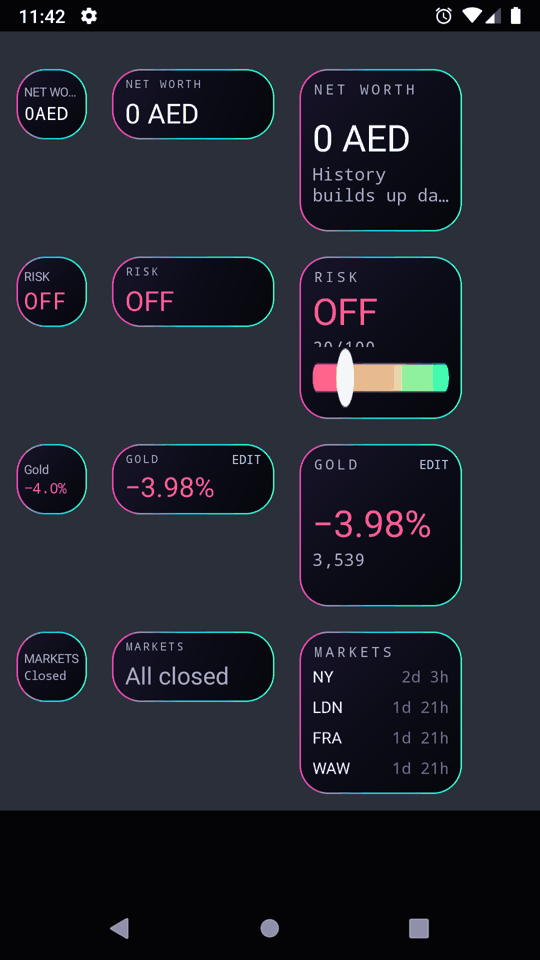 11:42
NET WO…
0AED
NET WORTH
0 AED
NET WORTH
0 AED
History
builds up da…
RISK
OFF
RISK
OFF
RISK
OFF
20/100
Gold
−4.0%
GOLD EDIT
−3.98%
GOLD EDIT
−3.98%
3,539
MARKETS
Closed
MARKETS
All closed
MARKETS
NY 2d 3h
LDN 1d 21h
FRA 1d 21h
WAW 1d 21h